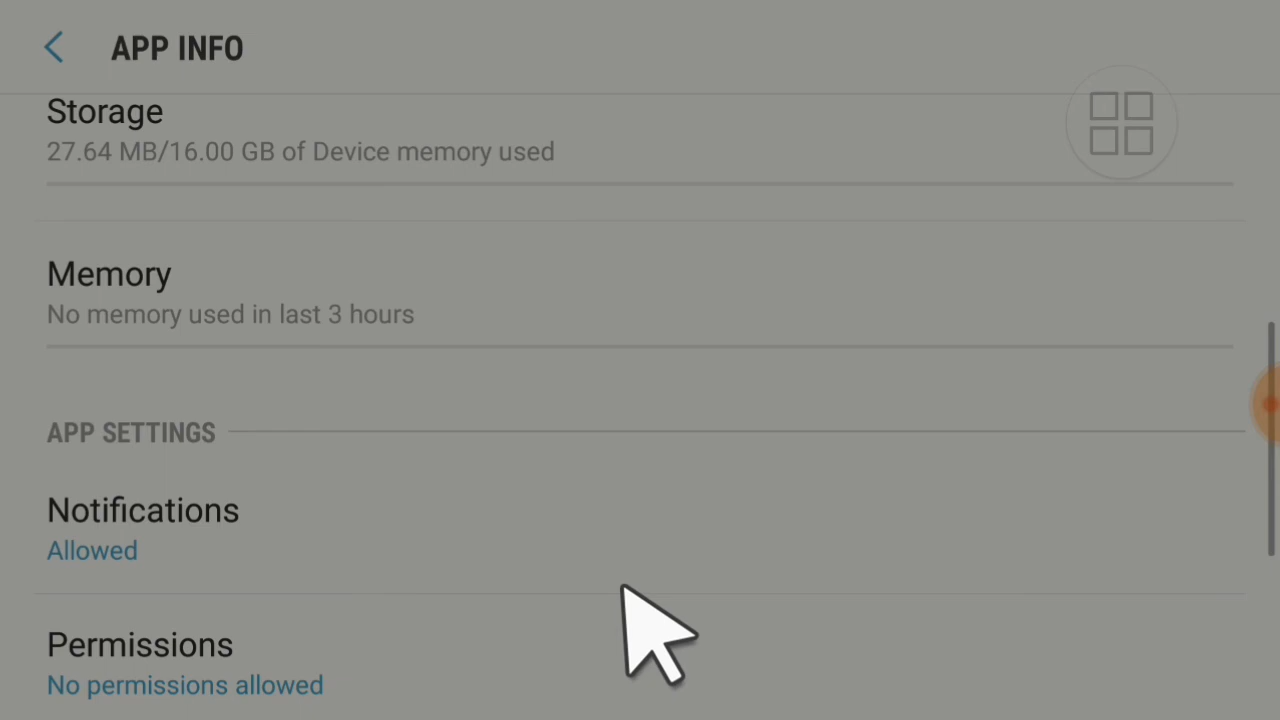 APP INFO
Storage
27.64 MB/16.00 GB of Device memory used
Memory
No memory used in last 3 hours
APP SETTINGS
Notifications
Allowed
Permissions
No permissions allowed